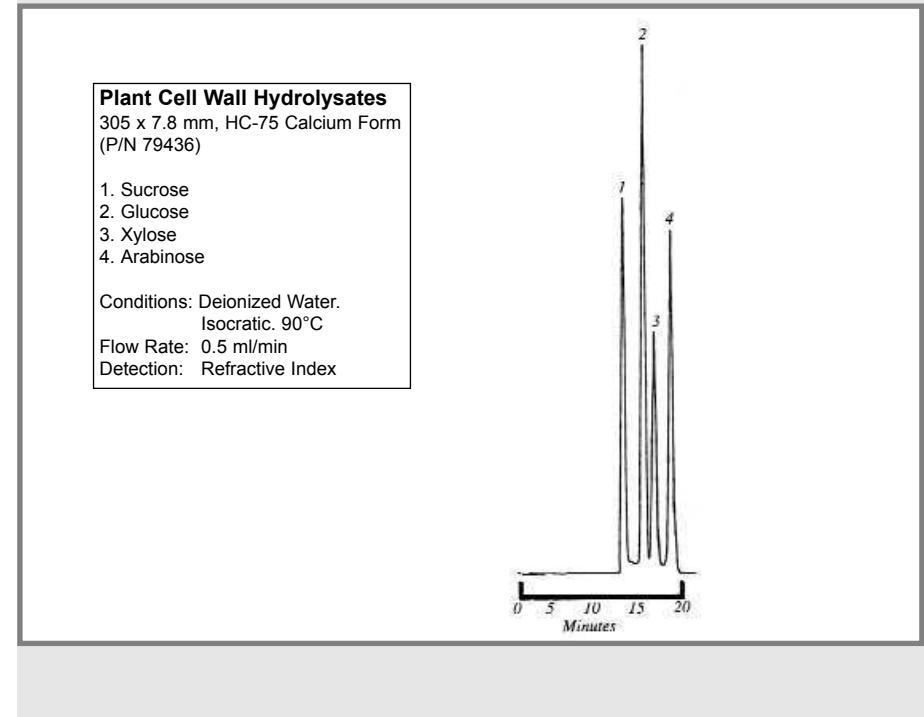 Plant Cell Wall Hydrolysates
305 x 7.8 mm, HC-75 Calcium Form
(P/N 79436)
1. Sucrose
2. Glucose
3. Xylose
4. Arabinose
Conditions: Deionized Water.
Isocratic. 90°C
Flow Rate: 0.5 ml/min
Detection: Refractive Index
2
1
4
3
0 5 10 15 20
Minutes